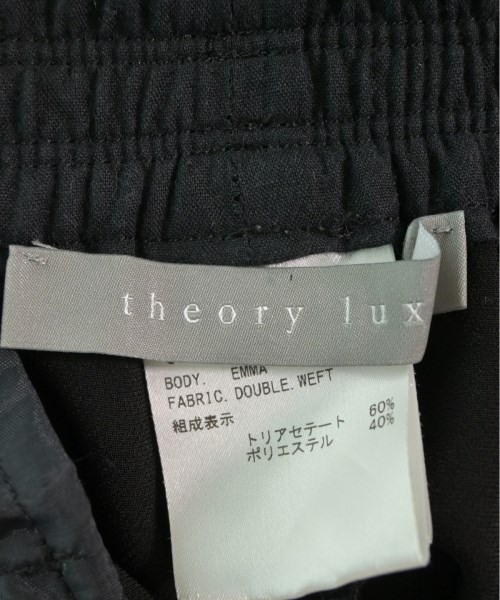 theory lux
BODY. EMMA
FABRIC. DOUBLE. WEFT
組成表示
トリアセテート 60%
ポリエステル 40%